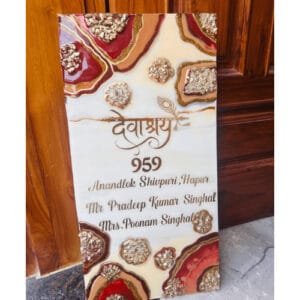 देवाश्रय
959
Anandlok Shivpuri, Hapur
Mr. Pradeep Kumar Singhal
Mrs. Poonam Singhal